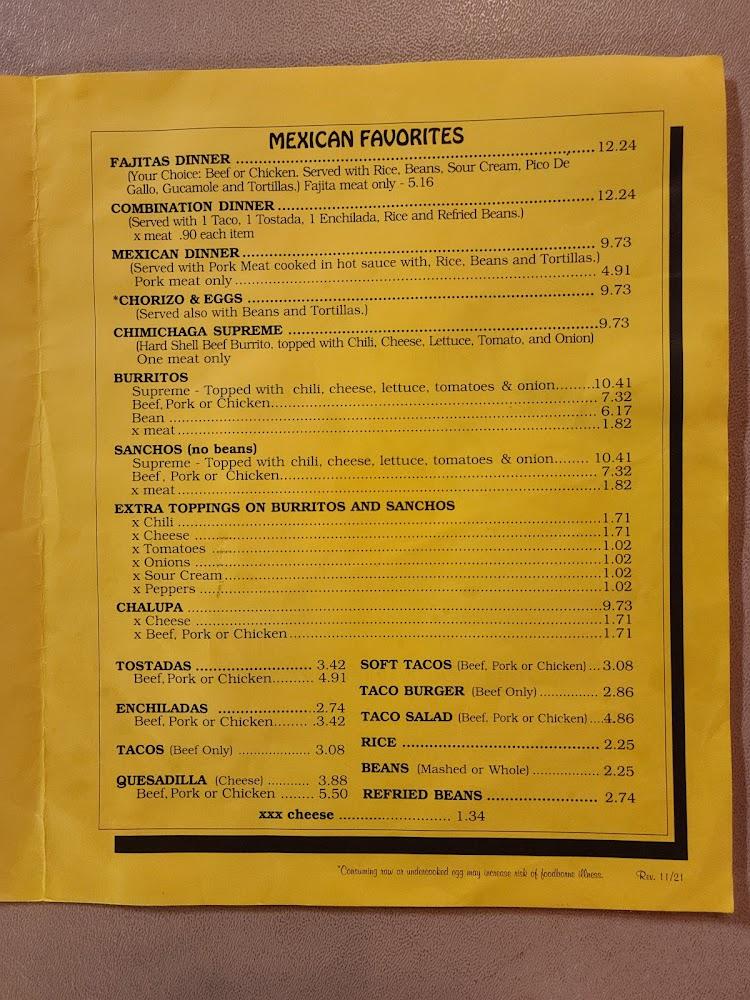 MEXICAN FAVORITES
FAJITAS DINNER ........ 12.24
(Your Choice: Beef or Chicken. Served with Rice, Beans, Sour Cream, Pico De
Gallo, Gucamole and Tortillas.) Fajita meat only - 5.16
COMBINATION DINNER ........ 12.24
(Served with 1 Taco, 1 Tostada, 1 Enchilada, Rice and Refried Beans.)
x meat .90 each item
MEXICAN DINNER ........ 9.73
(Served with Pork Meat cooked in hot sauce with, Rice, Beans and Tortillas.)
Pork meat only ........ 4.91
*CHORIZO & EGGS ........ 9.73
(Served also with Beans and Tortillas.)
CHIMICHAGA SUPREME ........ 9.73
(Hard Shell Beef Burrito, topped with Chili, Cheese, Lettuce, Tomato, and Onion)
One meat only
BURRITOS
Supreme - Topped with chili, cheese, lettuce, tomatoes & onion ........ 10.41
Beef, Pork or Chicken ........ 7.32
Bean ........ 6.17
x meat ........ 1.82
SANCHOS (no beans)
Supreme - Topped with chili, cheese, lettuce, tomatoes & onion ........ 10.41
Beef, Pork or Chicken ........ 7.32
x meat ........ 1.82
EXTRA TOPPINGS ON BURRITOS AND SANCHOS
x Chili ........ 1.71
x Cheese ........ 1.71
x Tomatoes ........ 1.02
x Onions ........ 1.02
x Sour Cream ........ 1.02
x Peppers ........ 1.02
CHALUPA ........ 9.73
x Cheese ........ 1.71
x Beef, Pork or Chicken ........ 1.71
TOSTADAS ........ 3.42
Beef, Pork or Chicken ........ 4.91
ENCHILADAS ........ 2.74
Beef, Pork or Chicken ........ .3.42
TACOS (Beef Only) ........ 3.08
QUESADILLA (Cheese) ........ 3.88
Beef, Pork or Chicken ........ 5.50
SOFT TACOS (Beef, Pork or Chicken) ... 3.08
TACO BURGER (Beef Only) ........ 2.86
TACO SALAD (Beef, Pork or Chicken) .... 4.86
RICE ........ 2.25
BEANS (Mashed or Whole) ........ 2.25
REFRIED BEANS ........ 2.74
xxx cheese ........ 1.34
*Consuming raw or undercooked egg may increase risk of foodborne illness.
Rev. 11/21